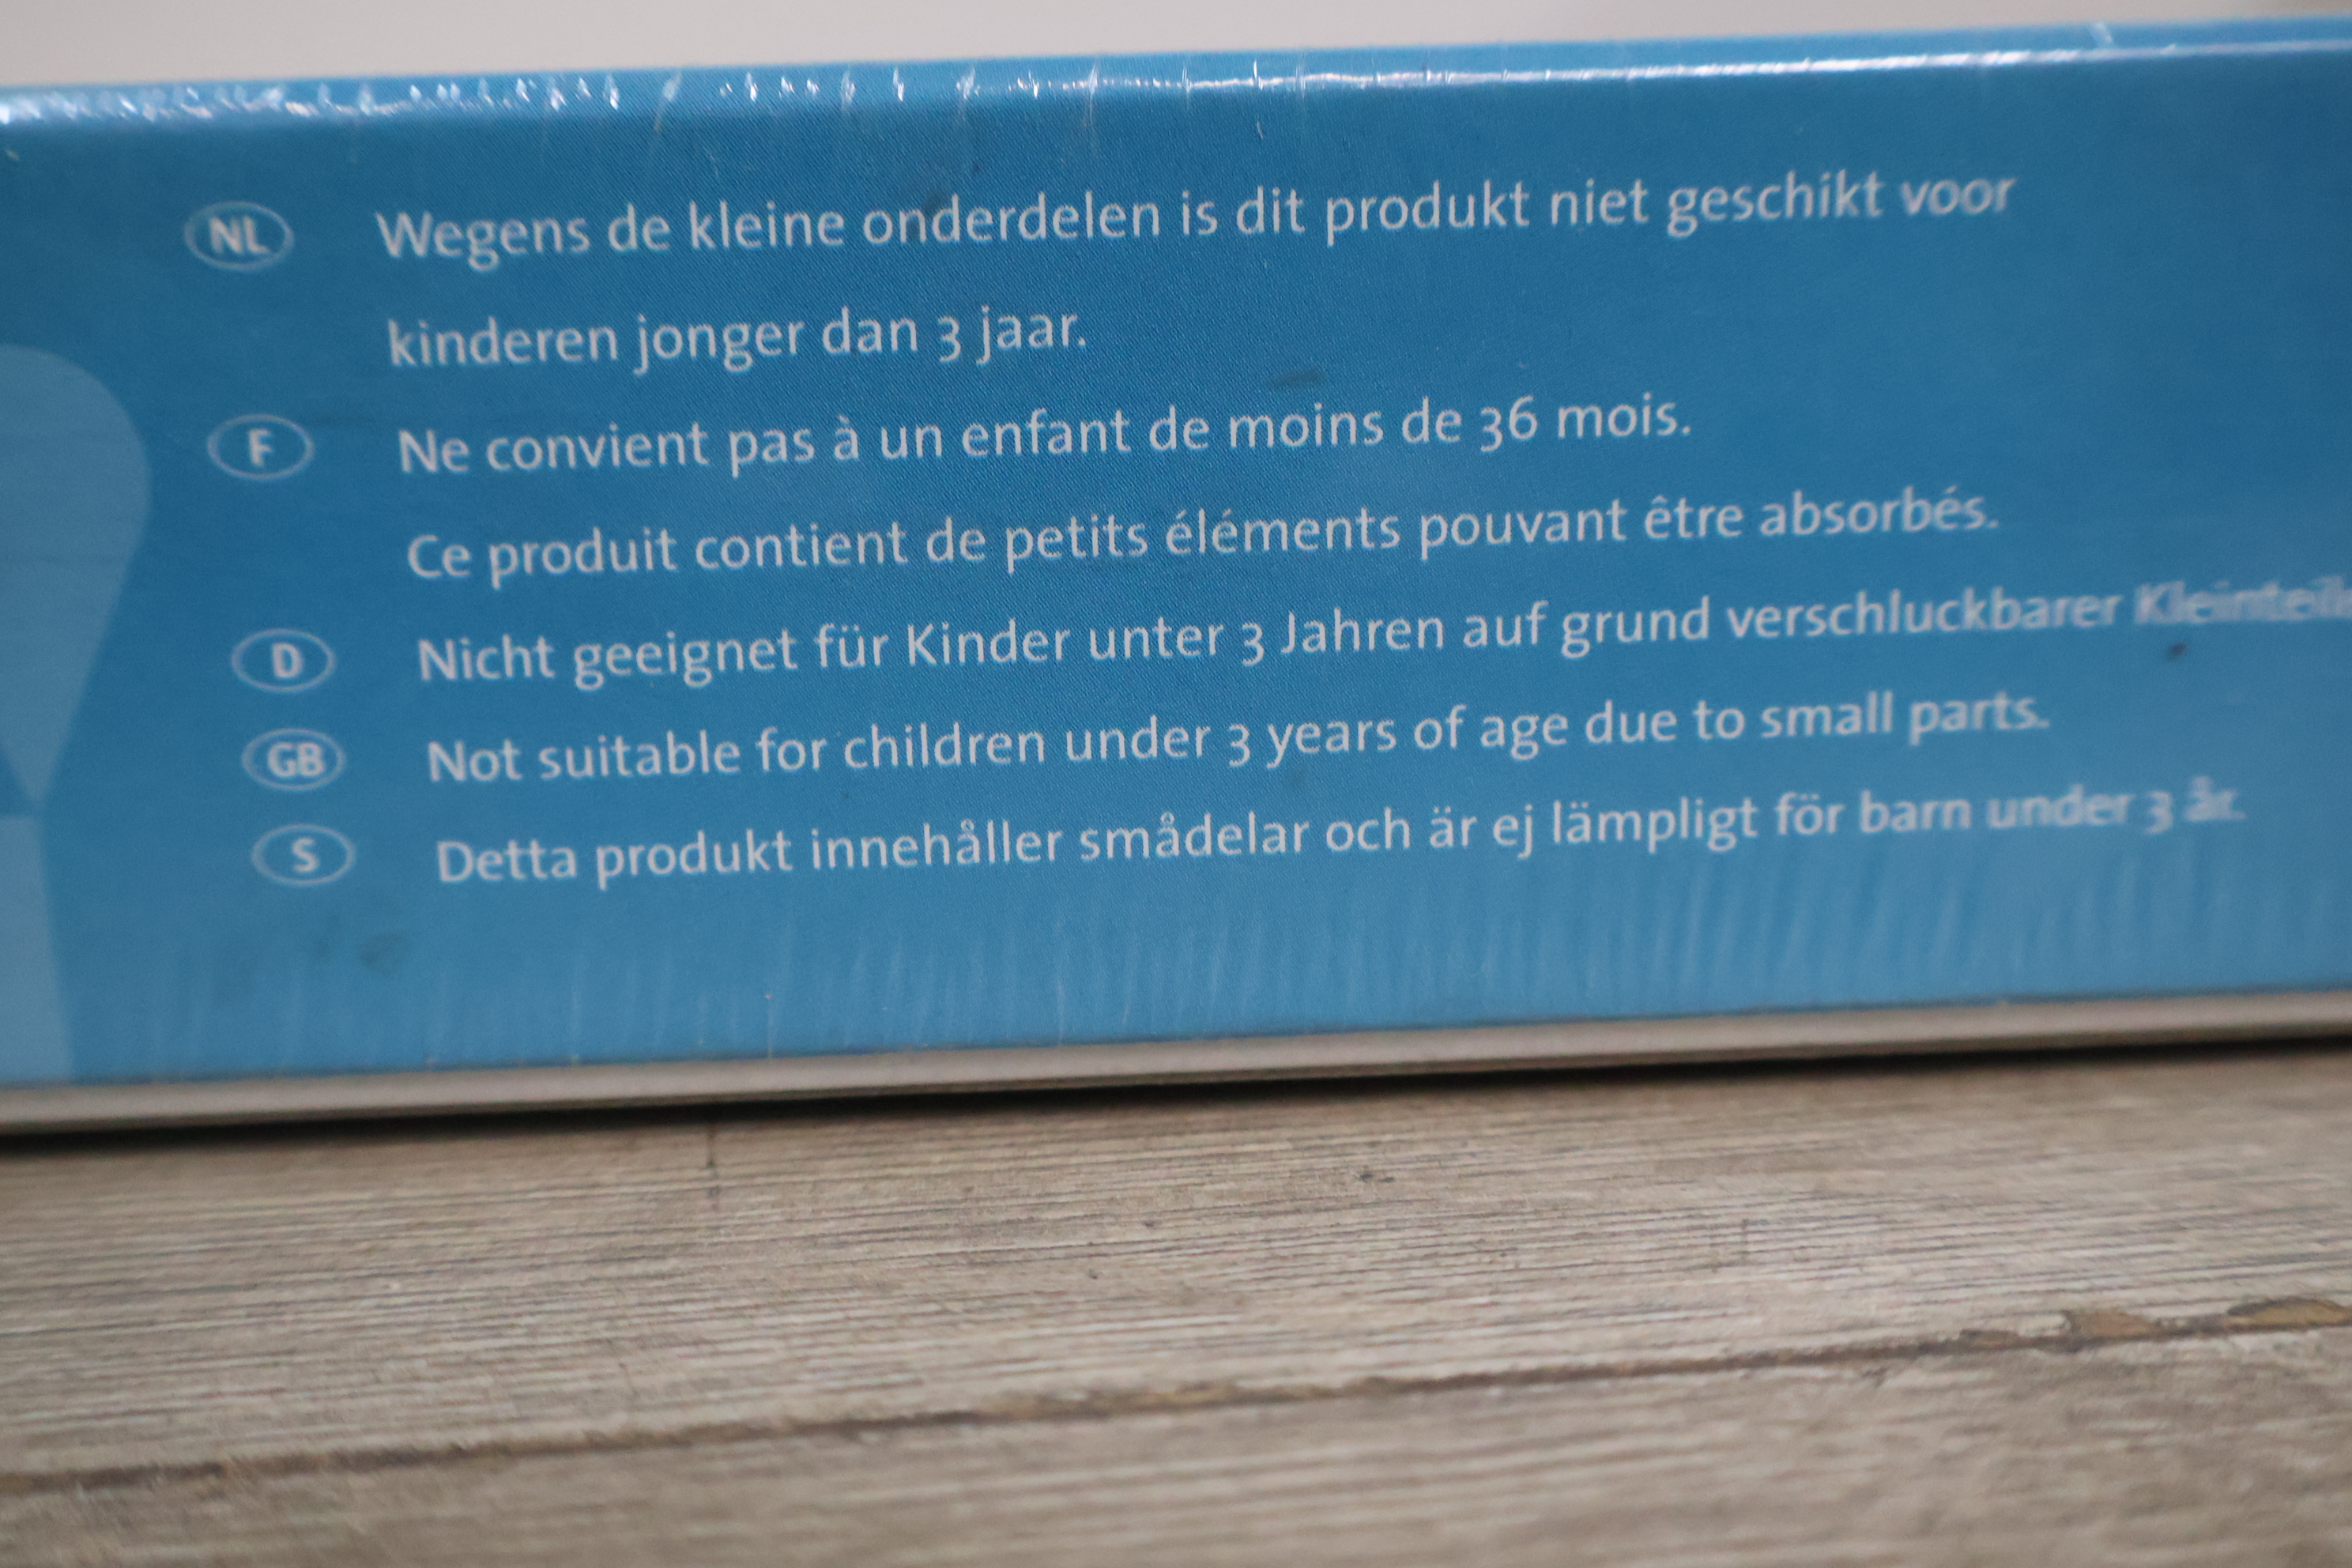 NL Wegens de kleine onderdelen is dit produkt niet geschikt voor
kinderen jonger dan 3 jaar.
F Ne convient pas à un enfant de moins de 36 mois.
Ce produit contient de petits éléments pouvant être absorbés.
D Nicht geeignet für Kinder unter 3 Jahren auf grund verschluckbarer
GB Not suitable for children under 3 years of age due to small parts.
S Detta produkt innehåller smådelar och är ej lämpligt för barn under 3 år.